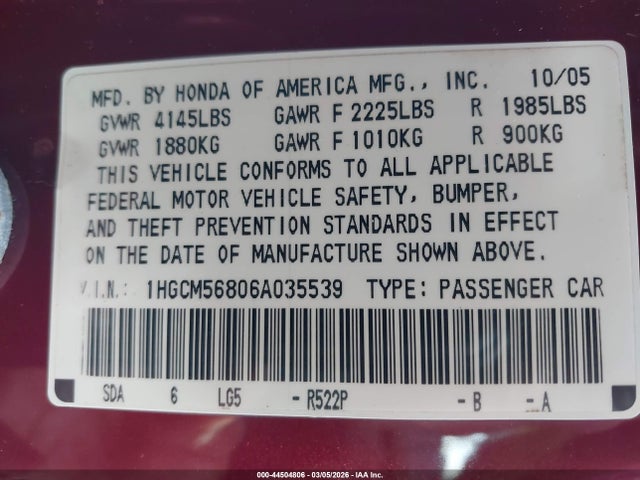 MFD. BY HONDA OF AMERICA MFG., INC. 10/05
GVWR 4145LBS GAWR F 2225LBS R 1985LBS
GVWR 1880KG GAWR F 1010KG R 900KG
THIS VEHICLE CONFORMS TO ALL APPLICABLE
FEDERAL MOTOR VEHICLE SAFETY, BUMPER,
AND THEFT PREVENTION STANDARDS IN EFFECT
ON THE DATE OF MANUFACTURE SHOWN ABOVE.
V.I.N.: 1HGCM56806A035539 TYPE: PASSENGER CAR
SDA 6 LG5 - R522P - B - A
000-44504806 - 03/05/2026 - IAA Inc.